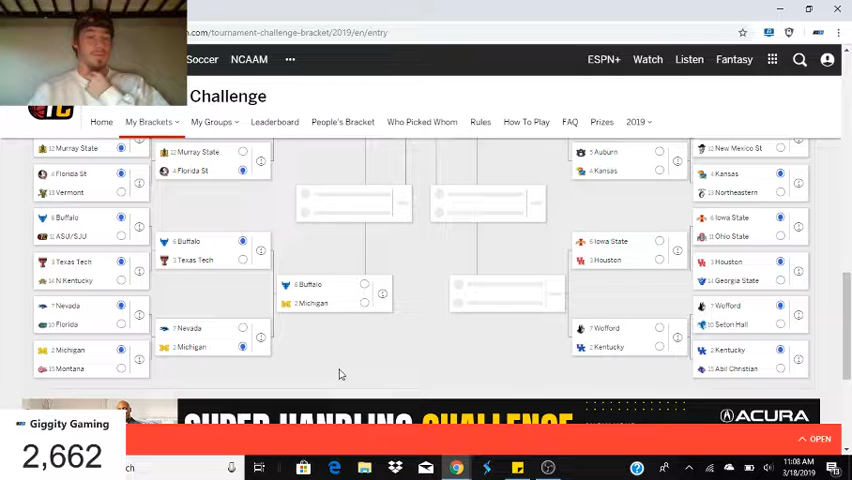 com/tournament-challenge-bracket/2019/en/entry
Soccer NCAAM ••• ESPN+ Watch Listen Fantasy
Challenge
Home My Brackets My Groups Leaderboard People's Bracket Who Picked Whom Rules How To Play FAQ Prizes 2019
12 Murray State
12 Murray State
5 Auburn
12 New Mexico St
4 Florida St
4 Florida St
4 Kansas
4 Kansas
13 Vermont
13 Northeastern
6 Buffalo
6 Iowa State
11 ASU/SJU
6 Buffalo
6 Iowa State
11 Ohio State
3 Texas Tech
3 Texas Tech
3 Houston
3 Houston
14 N Kentucky
6 Buffalo
14 Georgia State
2 Michigan
7 Nevada
7 Wofford
10 Florida
7 Nevada
7 Wofford
10 Seton Hall
2 Michigan
2 Michigan
2 Kentucky
2 Kentucky
15 Montana
15 Abil Christian
SUPER HANDLING CHALLENGE
ACURA
Giggity Gaming
2,662
OPEN
ch
11:08 AM
3/18/2019